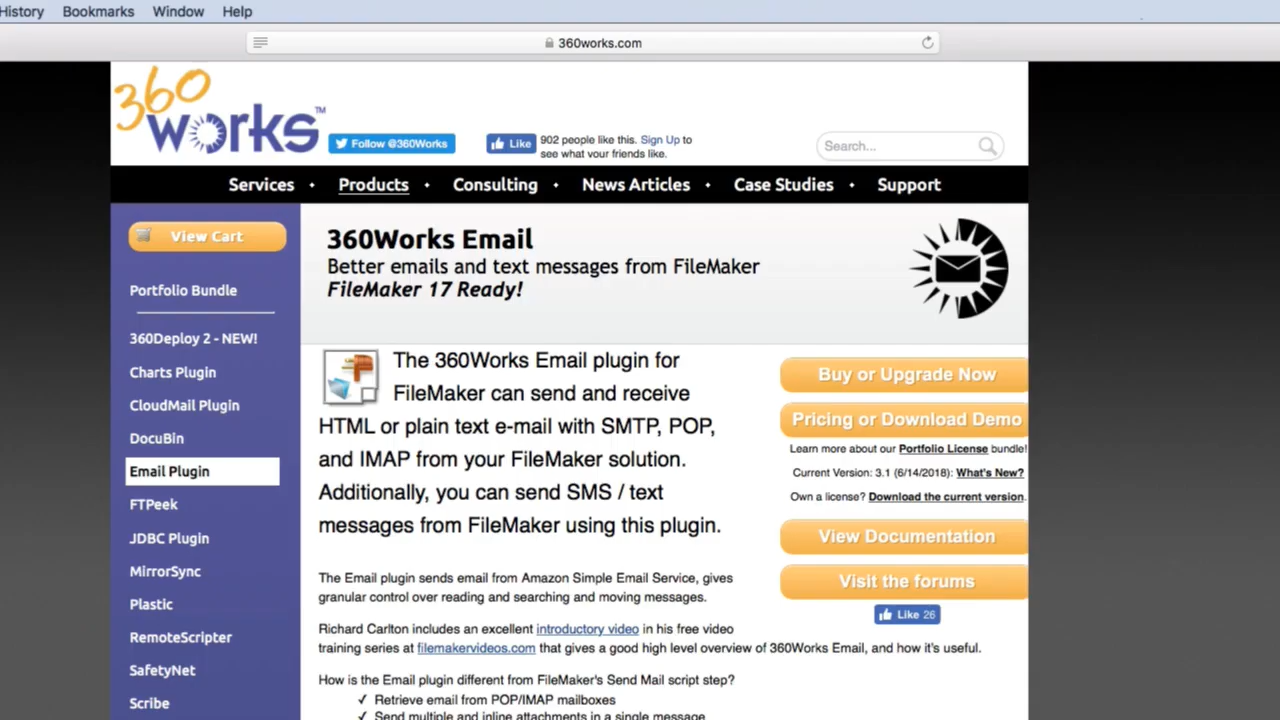 History Bookmarks Window Help
360works.com
360
works™
Follow @360Works
Like
902 people like this. Sign Up to
see what your friends like.
Search...
Services • Products • Consulting • News Articles • Case Studies • Support
View Cart
Portfolio Bundle
360Deploy 2 - NEW!
Charts Plugin
CloudMail Plugin
DocuBin
Email Plugin
FTPeek
JDBC Plugin
MirrorSync
Plastic
RemoteScripter
SafetyNet
Scribe
360Works Email
Better emails and text messages from FileMaker
FileMaker 17 Ready!
The 360Works Email plugin for
FileMaker can send and receive
HTML or plain text e-mail with SMTP, POP,
and IMAP from your FileMaker solution.
Additionally, you can send SMS / text
messages from FileMaker using this plugin.
The Email plugin sends email from Amazon Simple Email Service, gives
granular control over reading and searching and moving messages.
Richard Carlton includes an excellent introductory video in his free video
training series at filemakervideos.com that gives a good high level overview of 360Works Email, and how it's useful.
How is the Email plugin different from FileMaker's Send Mail script step?
✓ Retrieve email from POP/IMAP mailboxes
✓ Send multiple and inline attachments in a single message
Buy or Upgrade Now
Pricing or Download Demo
Learn more about our Portfolio License bundle!
Current Version: 3.1 (6/14/2018): What's New?
Own a license? Download the current version.
View Documentation
Visit the forums
Like 26